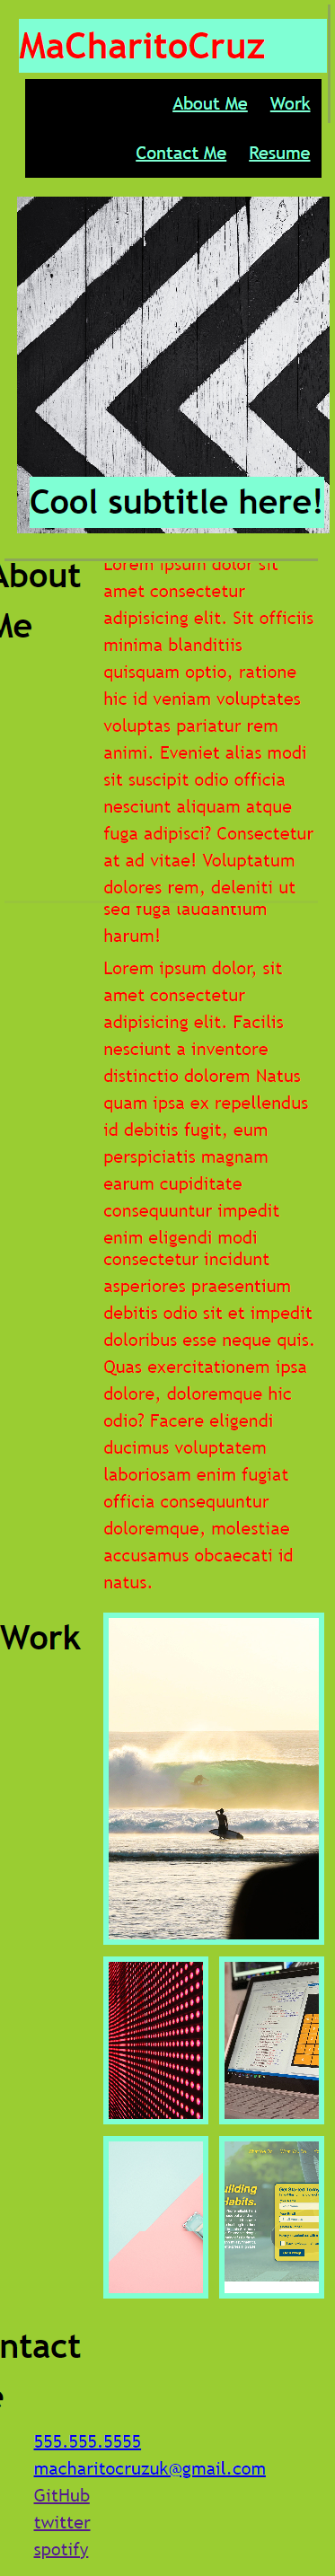 MaCharitoCruz
About Me Work
Contact Me Resume
Cool subtitle here!
About
Me
Lorem ipsum dolor sit
amet consectetur
adipisicing elit. Sit officiis
minima blanditiis
quisquam optio, ratione
hic id veniam voluptates
voluptas pariatur rem
animi. Eveniet alias modi
sit suscipit odio officia
nesciunt aliquam atque
fuga adipisci? Consectetur
at ad vitae! Voluptatum
dolores rem, deleniti ut
sed fuga laudantium
harum!
Lorem ipsum dolor, sit
amet consectetur
adipisicing elit. Facilis
nesciunt a inventore
distinctio dolorem Natus
quam ipsa ex repellendus
id debitis fugit, eum
perspiciatis magnam
earum cupiditate
consequuntur impedit
enim eligendi modi
consectetur incidunt
asperiores praesentium
debitis odio sit et impedit
doloribus esse neque quis.
Quas exercitationem ipsa
dolore, doloremque hic
odio? Facere eligendi
ducimus voluptatem
laboriosam enim fugiat
officia consequuntur
doloremque, molestiae
accusamus obcaecati id
natus.
Work
uilding
Habits.
ntact
e
555.555.5555
macharitocruzuk@gmail.com
GitHub
twitter
spotify